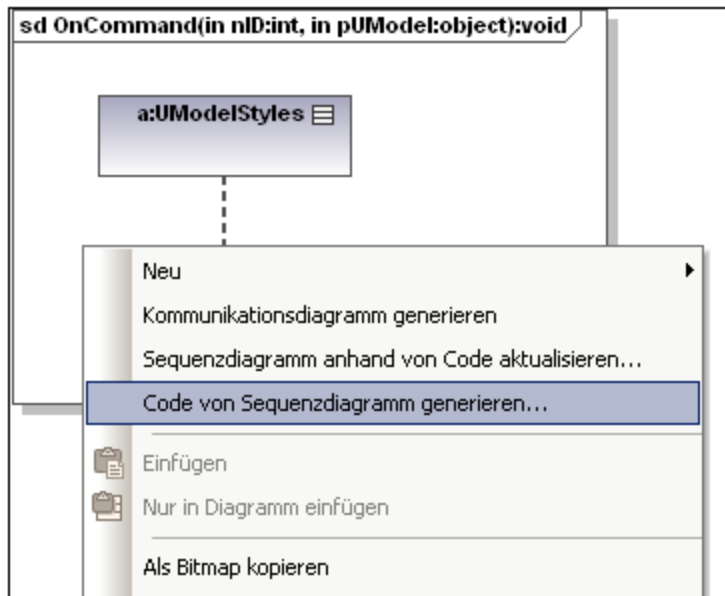 sd OnCommand(in nID:int, in pUModel:object):void
a:UModelStyles
Neu
Kommunikationsdiagramm generieren
Sequenzdiagramm anhand von Code aktualisieren...
Code von Sequenzdiagramm generieren...
Einfügen
Nur in Diagramm einfügen
Als Bitmap kopieren